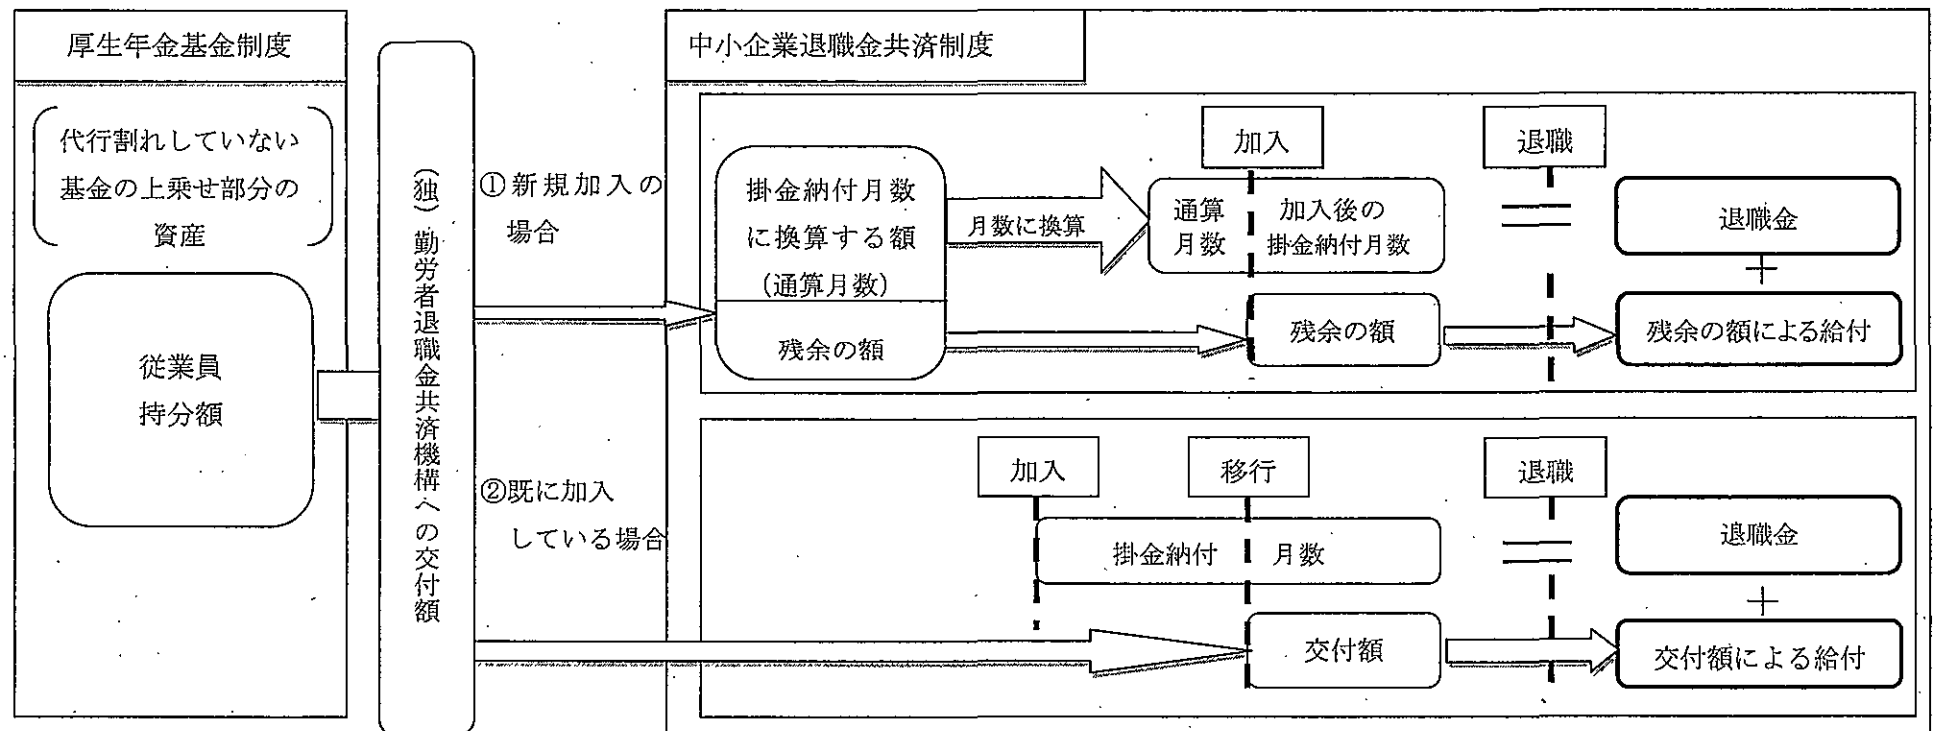 厚生年金基金制度
代行割れしていない
基金の上乗せ部分の
資産
従業員
持分額
(独)勤労者退職金共済機構への交付額
①新規加入の
場合
②既に加入
している場合
中小企業退職金共済制度
掛金納付月数
に換算する額
(通算月数)
残余の額
月数に換算
加入
通算
月数
加入後の
掛金納付月数
残余の額
退職
退職金
+
残余の額による給付
加入
移行
退職
掛金納付 月数
交付額
退職金
+
交付額による給付